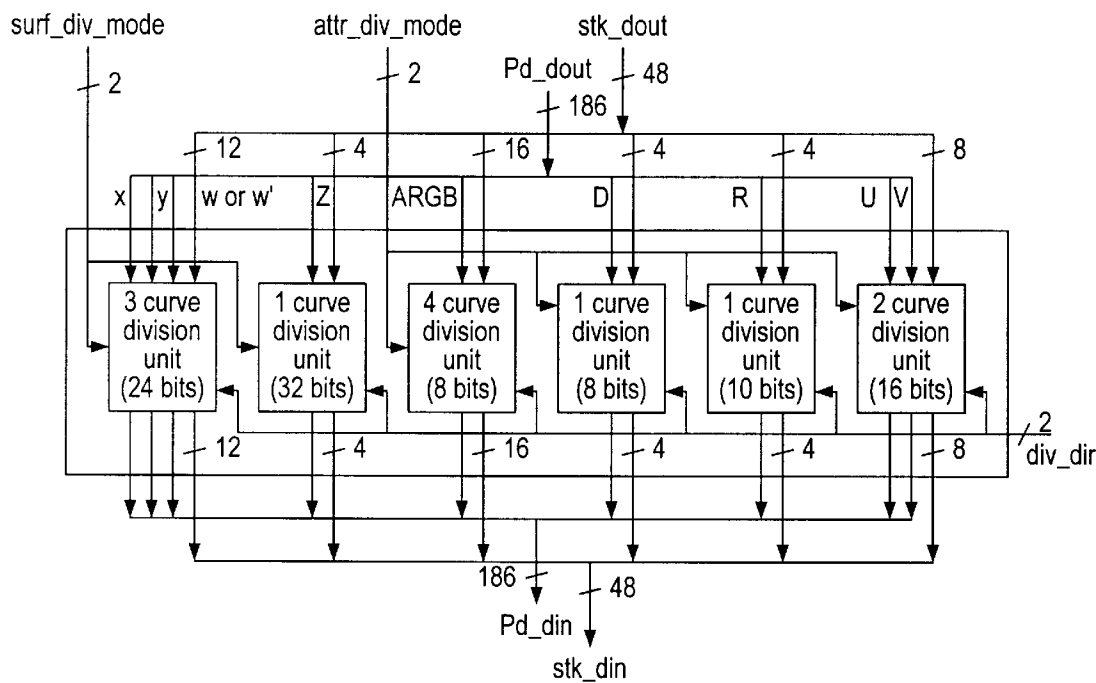 surf_div_mode
attr_div_mode
stk_dout
Pd_dout
2
2
48
186
12
4
16
4
4
8
x
y
w or w'
Z
ARGB
D
R
U
V
3 curve
division
unit
(24 bits)
1 curve
division
unit
(32 bits)
4 curve
division
unit
(8 bits)
1 curve
division
unit
(8 bits)
1 curve
division
unit
(10 bits)
2 curve
division
unit
(16 bits)
2
div_dir
12
4
16
4
4
8
186
48
Pd_din
stk_din